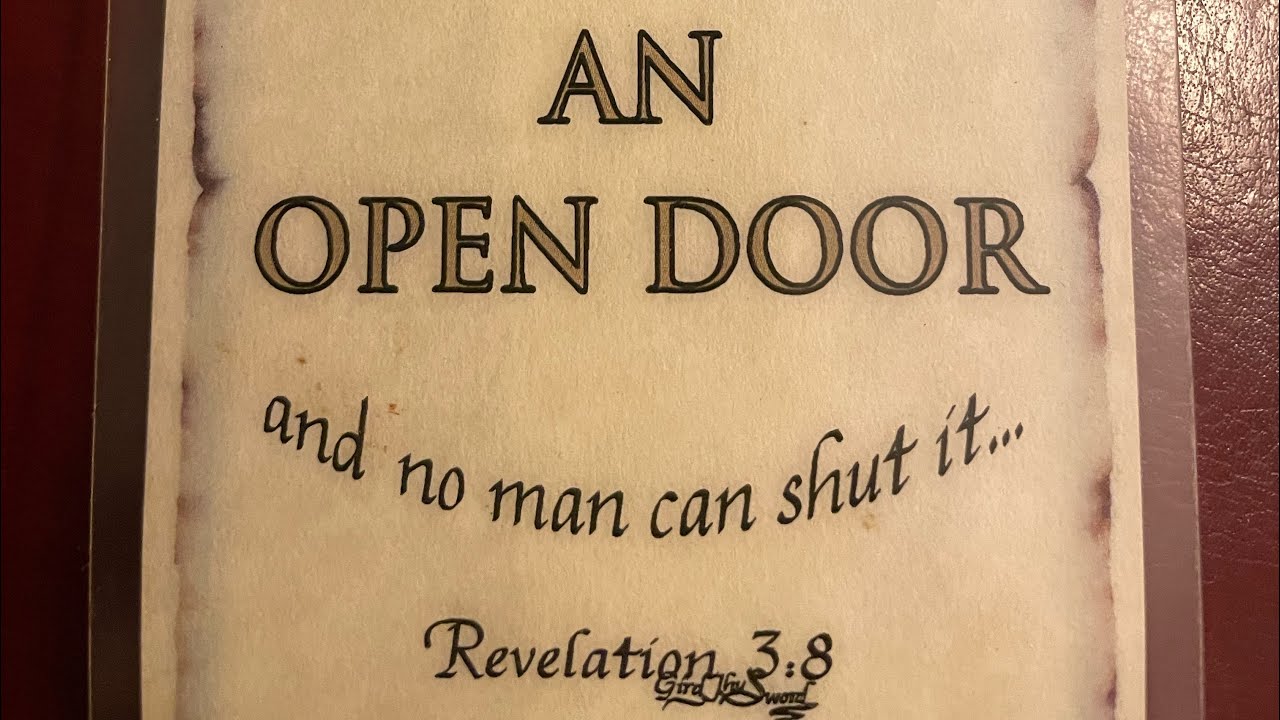 AN
OPEN DOOR
and no man can shut it...
Revelation 3:8
Gird Thy Sword